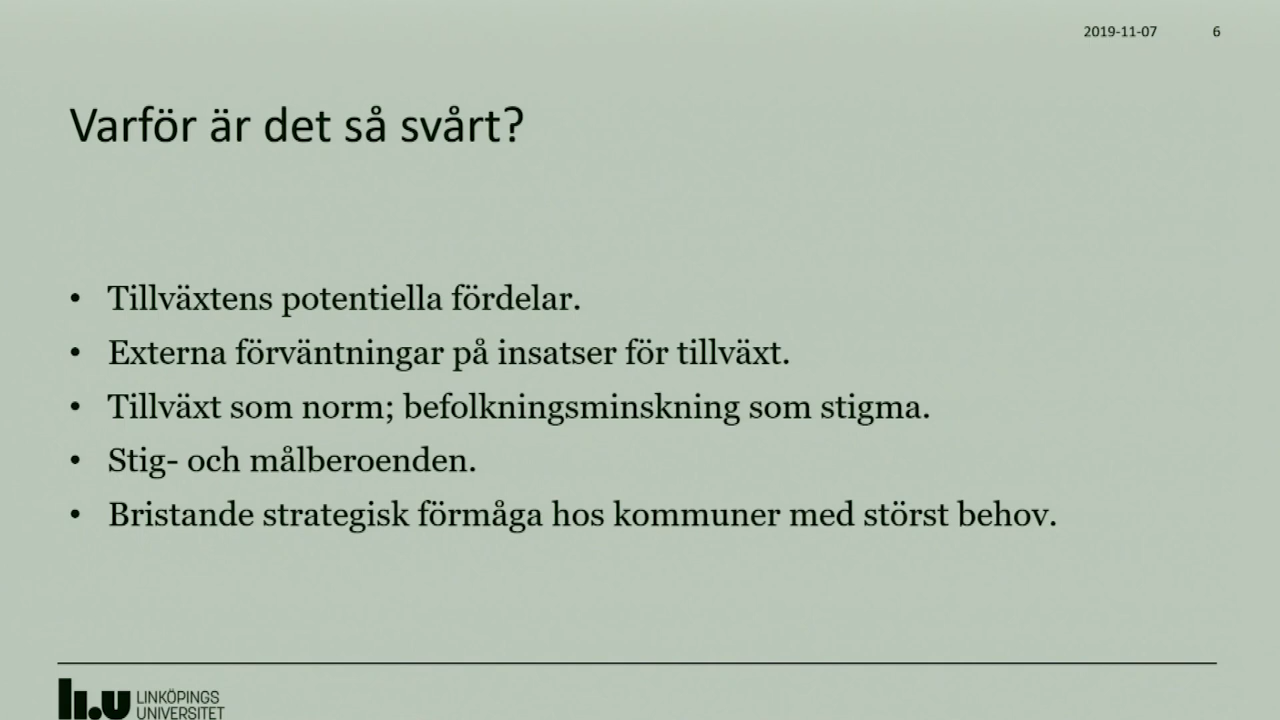 2019-11-07 6
Varför är det så svårt?
• Tillväxtens potentiella fördelar.
• Externa förväntningar på insatser för tillväxt.
• Tillväxt som norm; befolkningsminskning som stigma.
• Stig- och målberoenden.
• Bristande strategisk förmåga hos kommuner med störst behov.
li.u LINKÖPINGS
UNIVERSITET